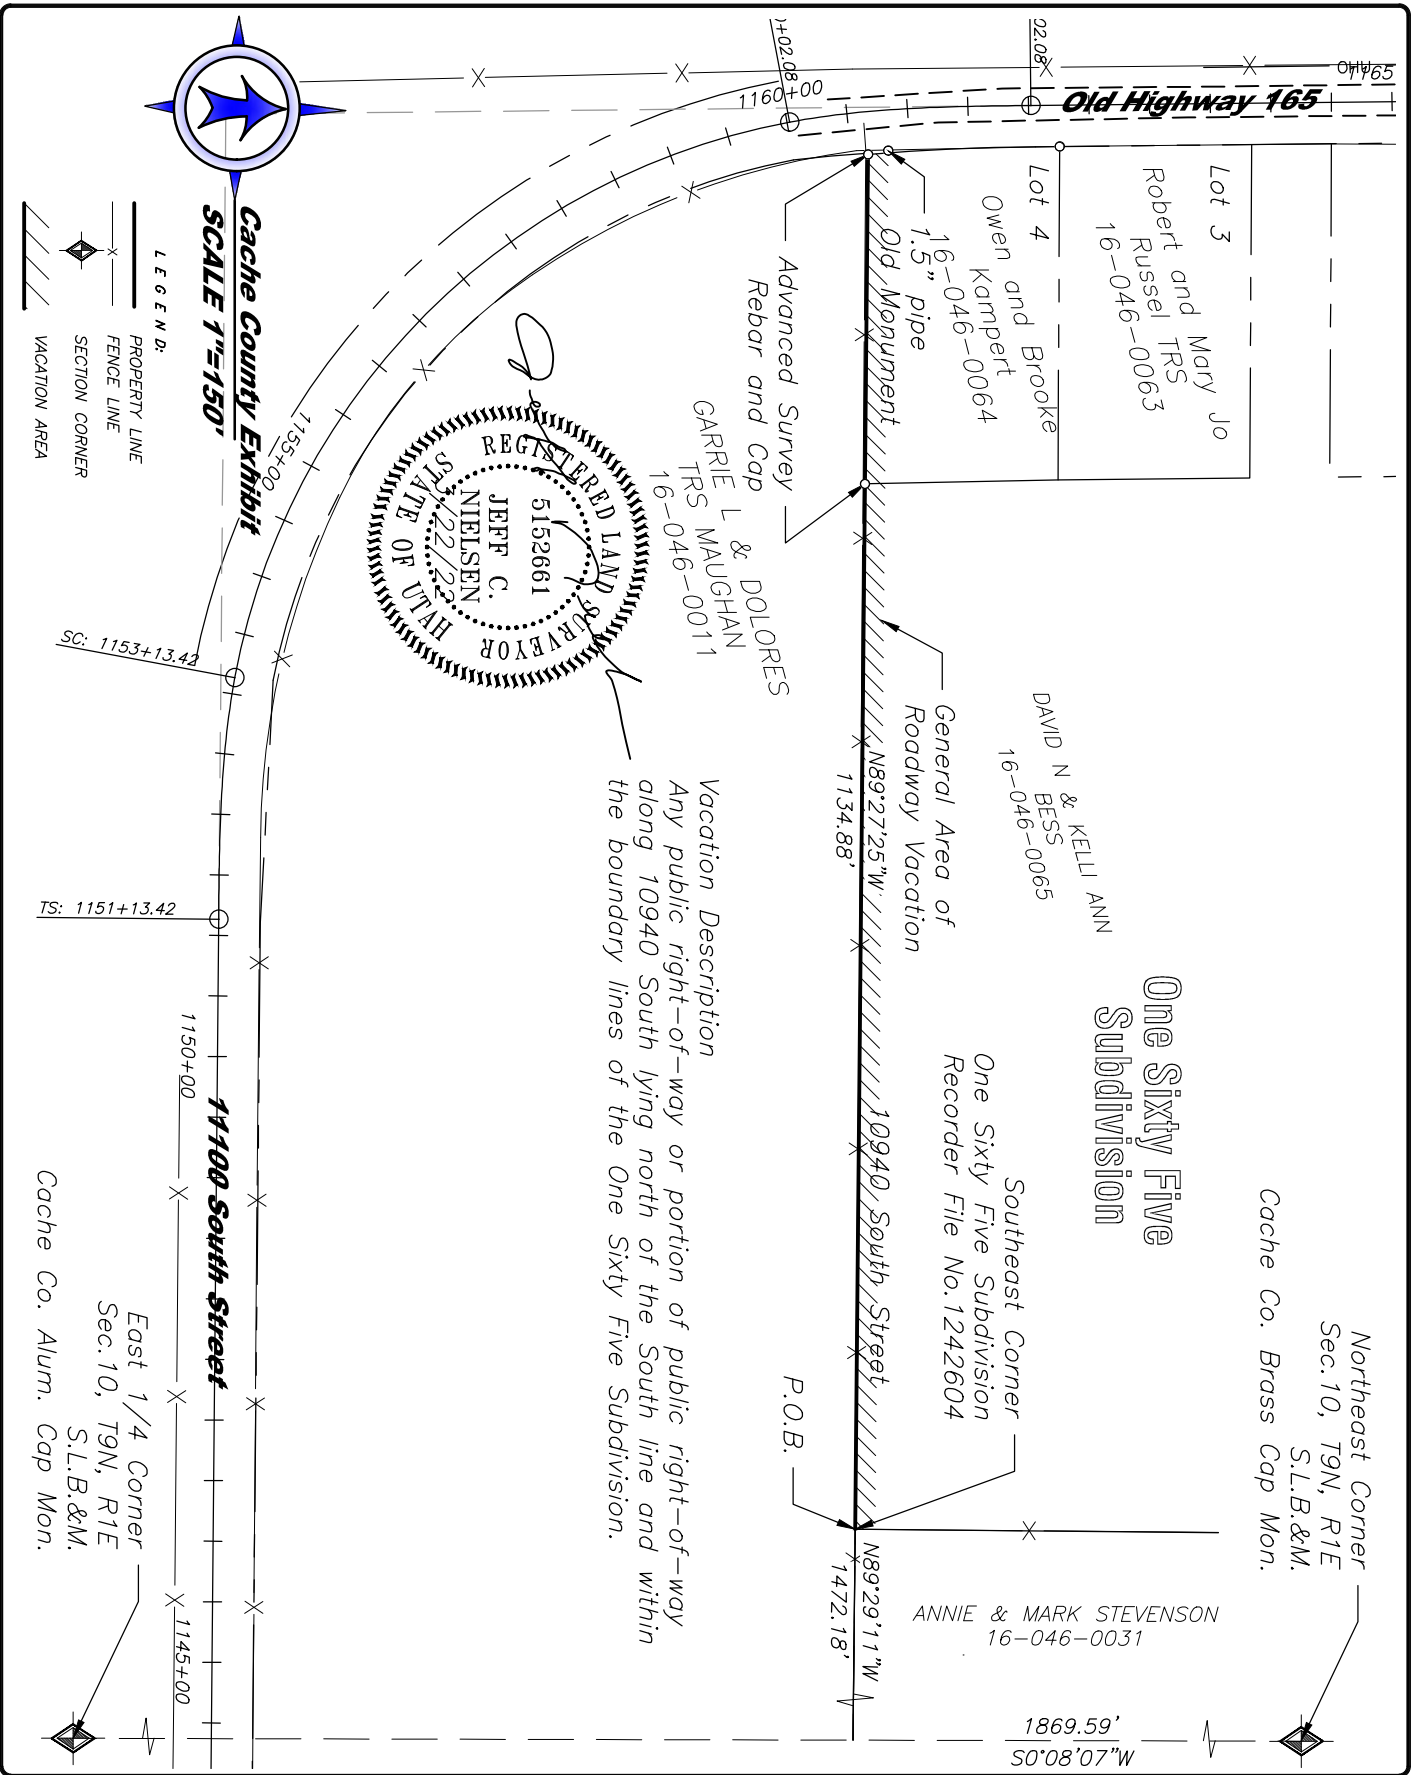 Northeast Corner
Sec.10, T9N, R1E
S.L.B.&M.
Cache Co. Brass Cap Mon.
1165
OHU
Old Highway 165
02.08
0+02.08
1160+00
Lot 3
Robert and Mary Jo
Russel TRS
16-046-0063
Lot 4
Owen and Brooke
Kampert
16-046-0064
1.5" pipe
Old Monument
Advanced Survey
Rebar and Cap
GARRIE L & DOLORES
TRS MAUGHAN
16-046-0011
One Sixty Five
Subdivision
DAVID N & KELLI ANN
BESS
16-046-0065
General Area of
Roadway Vacation
N89°27'25"W
1134.88'
10940 South Street
Southeast Corner
One Sixty Five Subdivision
Recorder File No.1242604
P.O.B.
N89°29'11"W
1472.18'
ANNIE & MARK STEVENSON
16-046-0031
1869.59'
S0°08'07"W
Vacation Description
Any public right-of-way or portion of public right-of-way
along 10940 South lying north of the South line and within
the boundary lines of the One Sixty Five Subdivision.
REGISTERED LAND SURVEYOR
5152661
JEFF C.
NIELSEN
STATE OF UTAH
Cache County Exhibit
SCALE 1"=150'
LEGEND:
PROPERTY LINE
FENCE LINE
SECTION CORNER
VACATION AREA
1155+00
SC: 1153+13.42
TS: 1151+13.42
1150+00
11100 South Street
1145+00
East 1/4 Corner
Sec.10, T9N, R1E
S.L.B.&M.
Cache Co. Alum. Cap Mon.